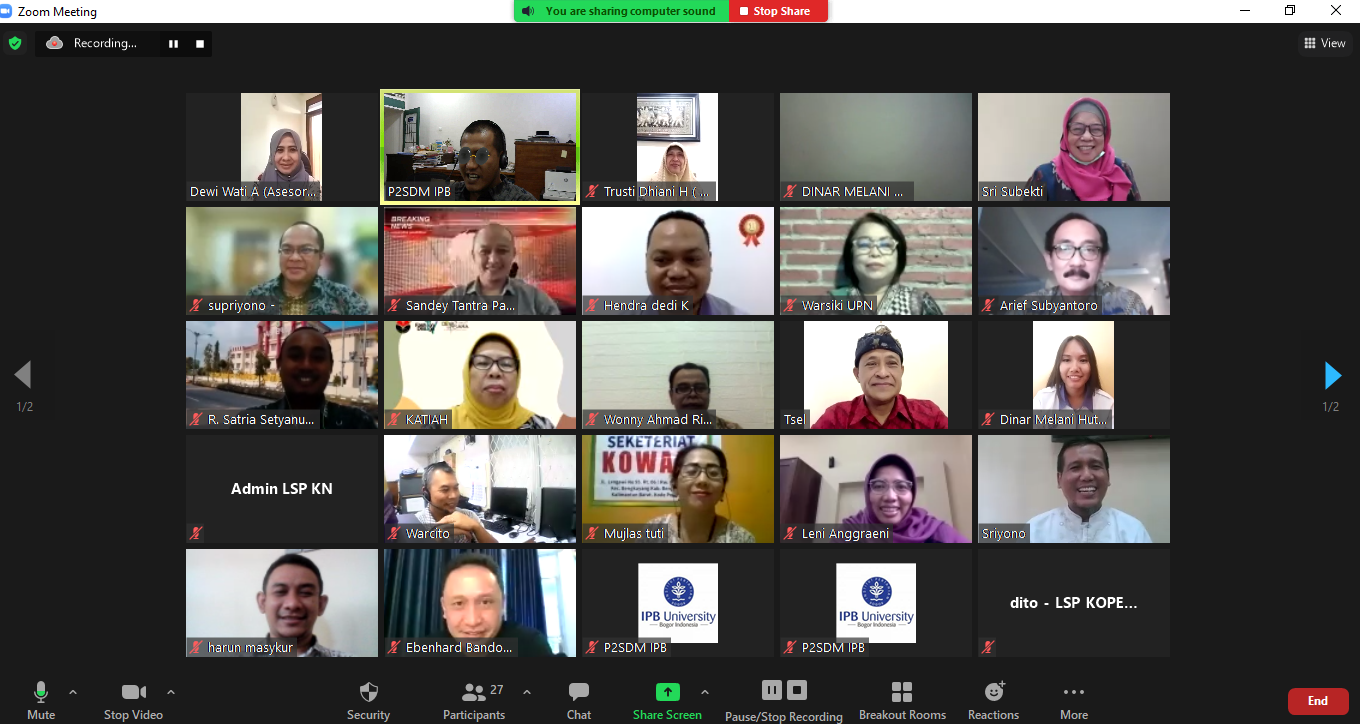 Zoom Meeting
You are sharing computer sound
Stop Share
Recording...
View
Dewi Wati A (Asesor...
P2SDM IPB
Trusti Dhiani H ( ...
DINAR MELANI ...
Sri Subekti
BREAKING
NEWS
supriyono -
Sandey Tantra Pa...
Hendra dedi K
Warsiki UPN
Arief Subyantoro
R. Satria Setyanu...
KATIAH
Wonny Ahmad Ri...
Tsel
Dinar Melani Hut...
1/2
1/2
Admin LSP KN
Warcito
SEKETERIAT
KOWA
Mujlas tuti
Leni Anggraeni
Sriyono
harun masykur
Ebenhard Bando...
IPB University
Bogor Indonesia
P2SDM IPB
IPB University
Bogor Indonesia
P2SDM IPB
dito - LSP KOPE...
Mute
Stop Video
Security
Participants
27
Chat
Share Screen
Pause/Stop Recording
Breakout Rooms
Reactions
More
End